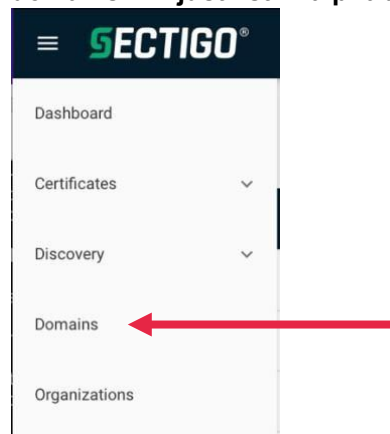 SECTIGO®
Dashboard
Certificates
Discovery
Domains
Organizations